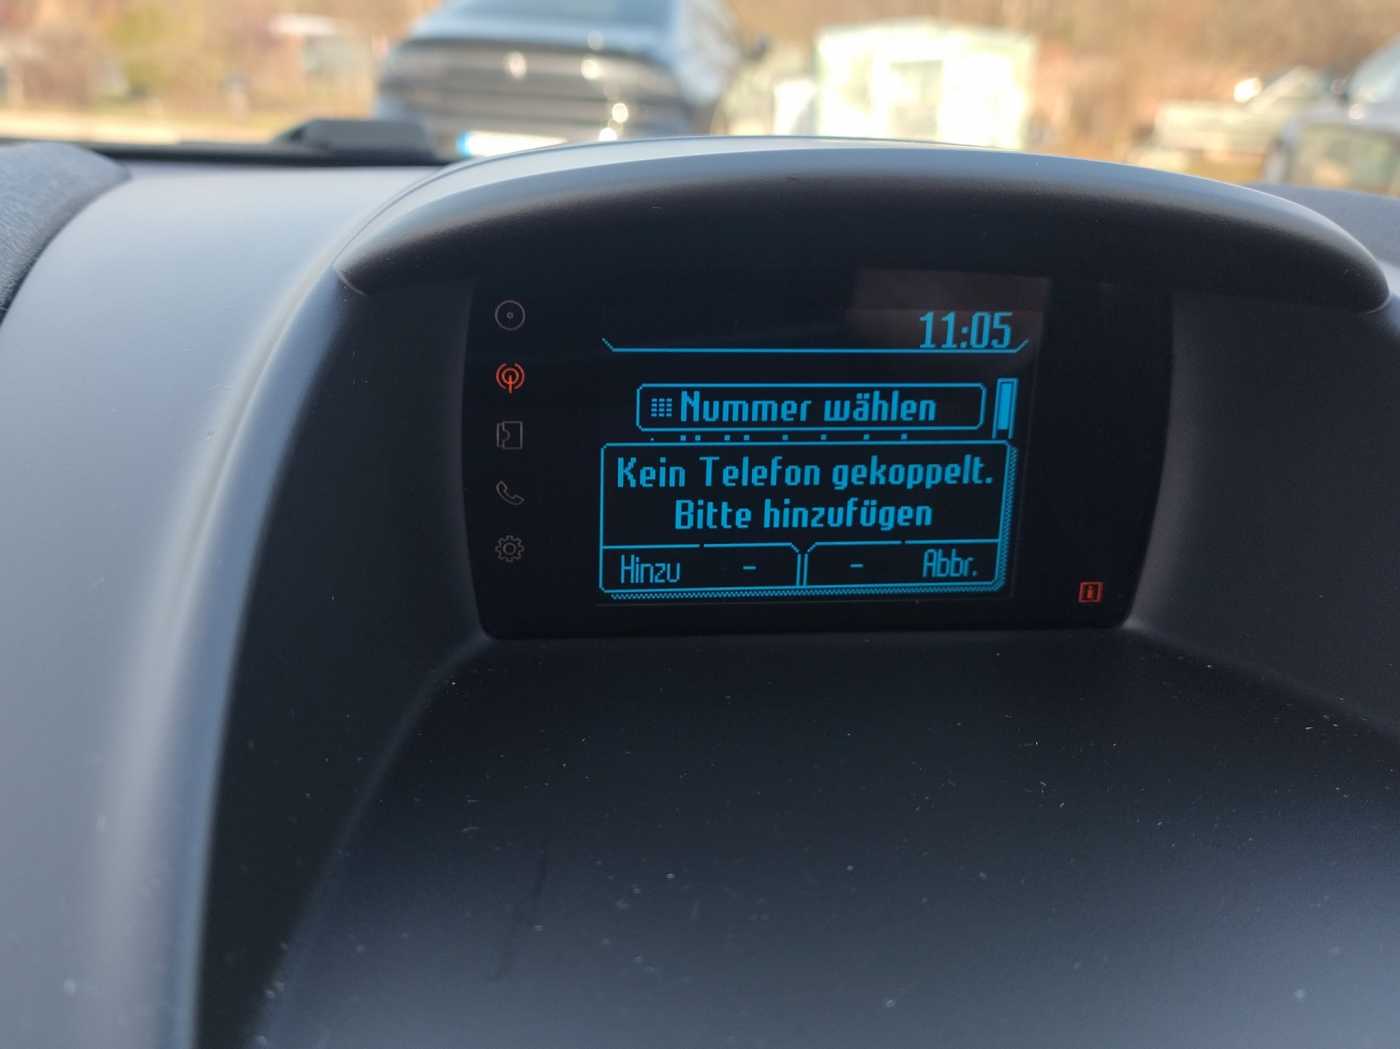 11:05
Nummer wählen
Kein Telefon gekoppelt.
Bitte hinzufügen
Hinzu - - Abbr.